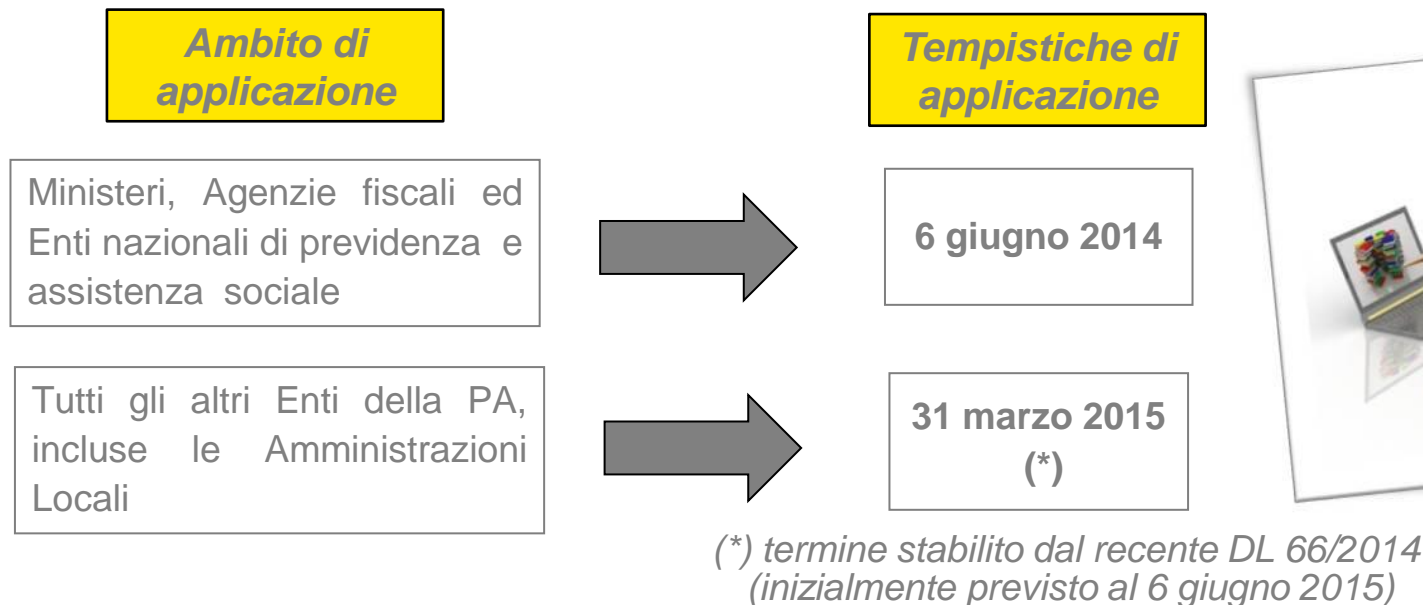 Ambito di
applicazione
Tempistiche di
applicazione
Ministeri, Agenzie fiscali ed
Enti nazionali di previdenza e
assistenza sociale
6 giugno 2014
Tutti gli altri Enti della PA,
incluse le Amministrazioni
Locali
31 marzo 2015
(*)
(*) termine stabilito dal recente DL 66/2014
(inizialmente previsto al 6 giugno 2015)